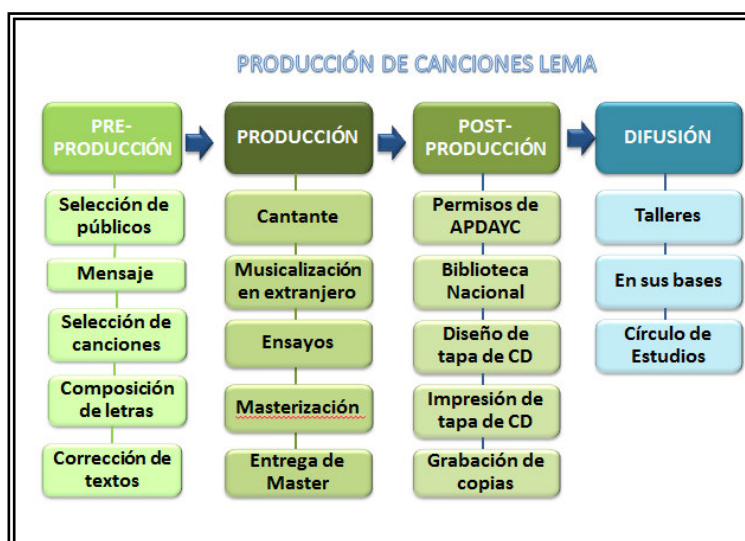 PRODUCCIÓN DE CANCIONES LEMA
PRE-
PRODUCCIÓN
Selección de
públicos
Mensaje
Selección de
canciones
Composición
de letras
Corrección de
textos
PRODUCCIÓN
Cantante
Musicalización
en extranjero
Ensayos
Masterización
Entrega de
Master
POST-
PRODUCCIÓN
Permisos de
APDAYC
Biblioteca
Nacional
Diseño de
tapa de CD
Impresión de
tapa de CD
Grabación de
copias
DIFUSIÓN
Talleres
En sus bases
Círculo de
Estudios